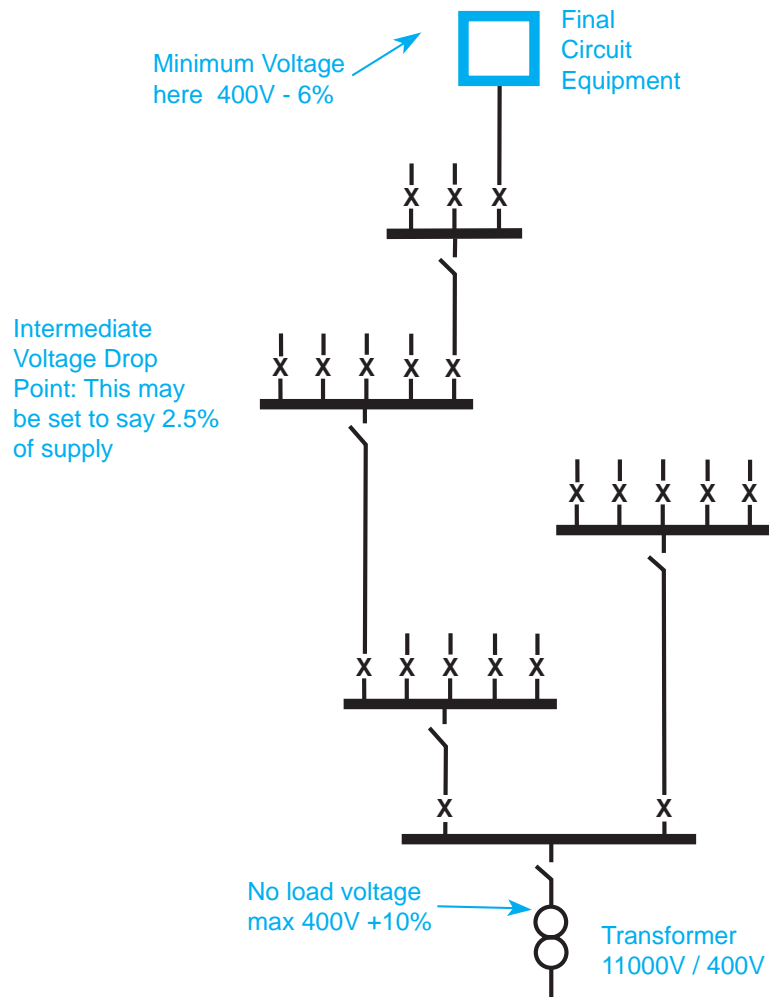 Final
Circuit
Equipment
Minimum Voltage
here 400V - 6%
X X X
Intermediate
Voltage Drop
Point: This may
be set to say 2.5%
of supply
X X X X X
X X X X X
X X X X X
X X
No load voltage
max 400V +10%
Transformer
11000V / 400V